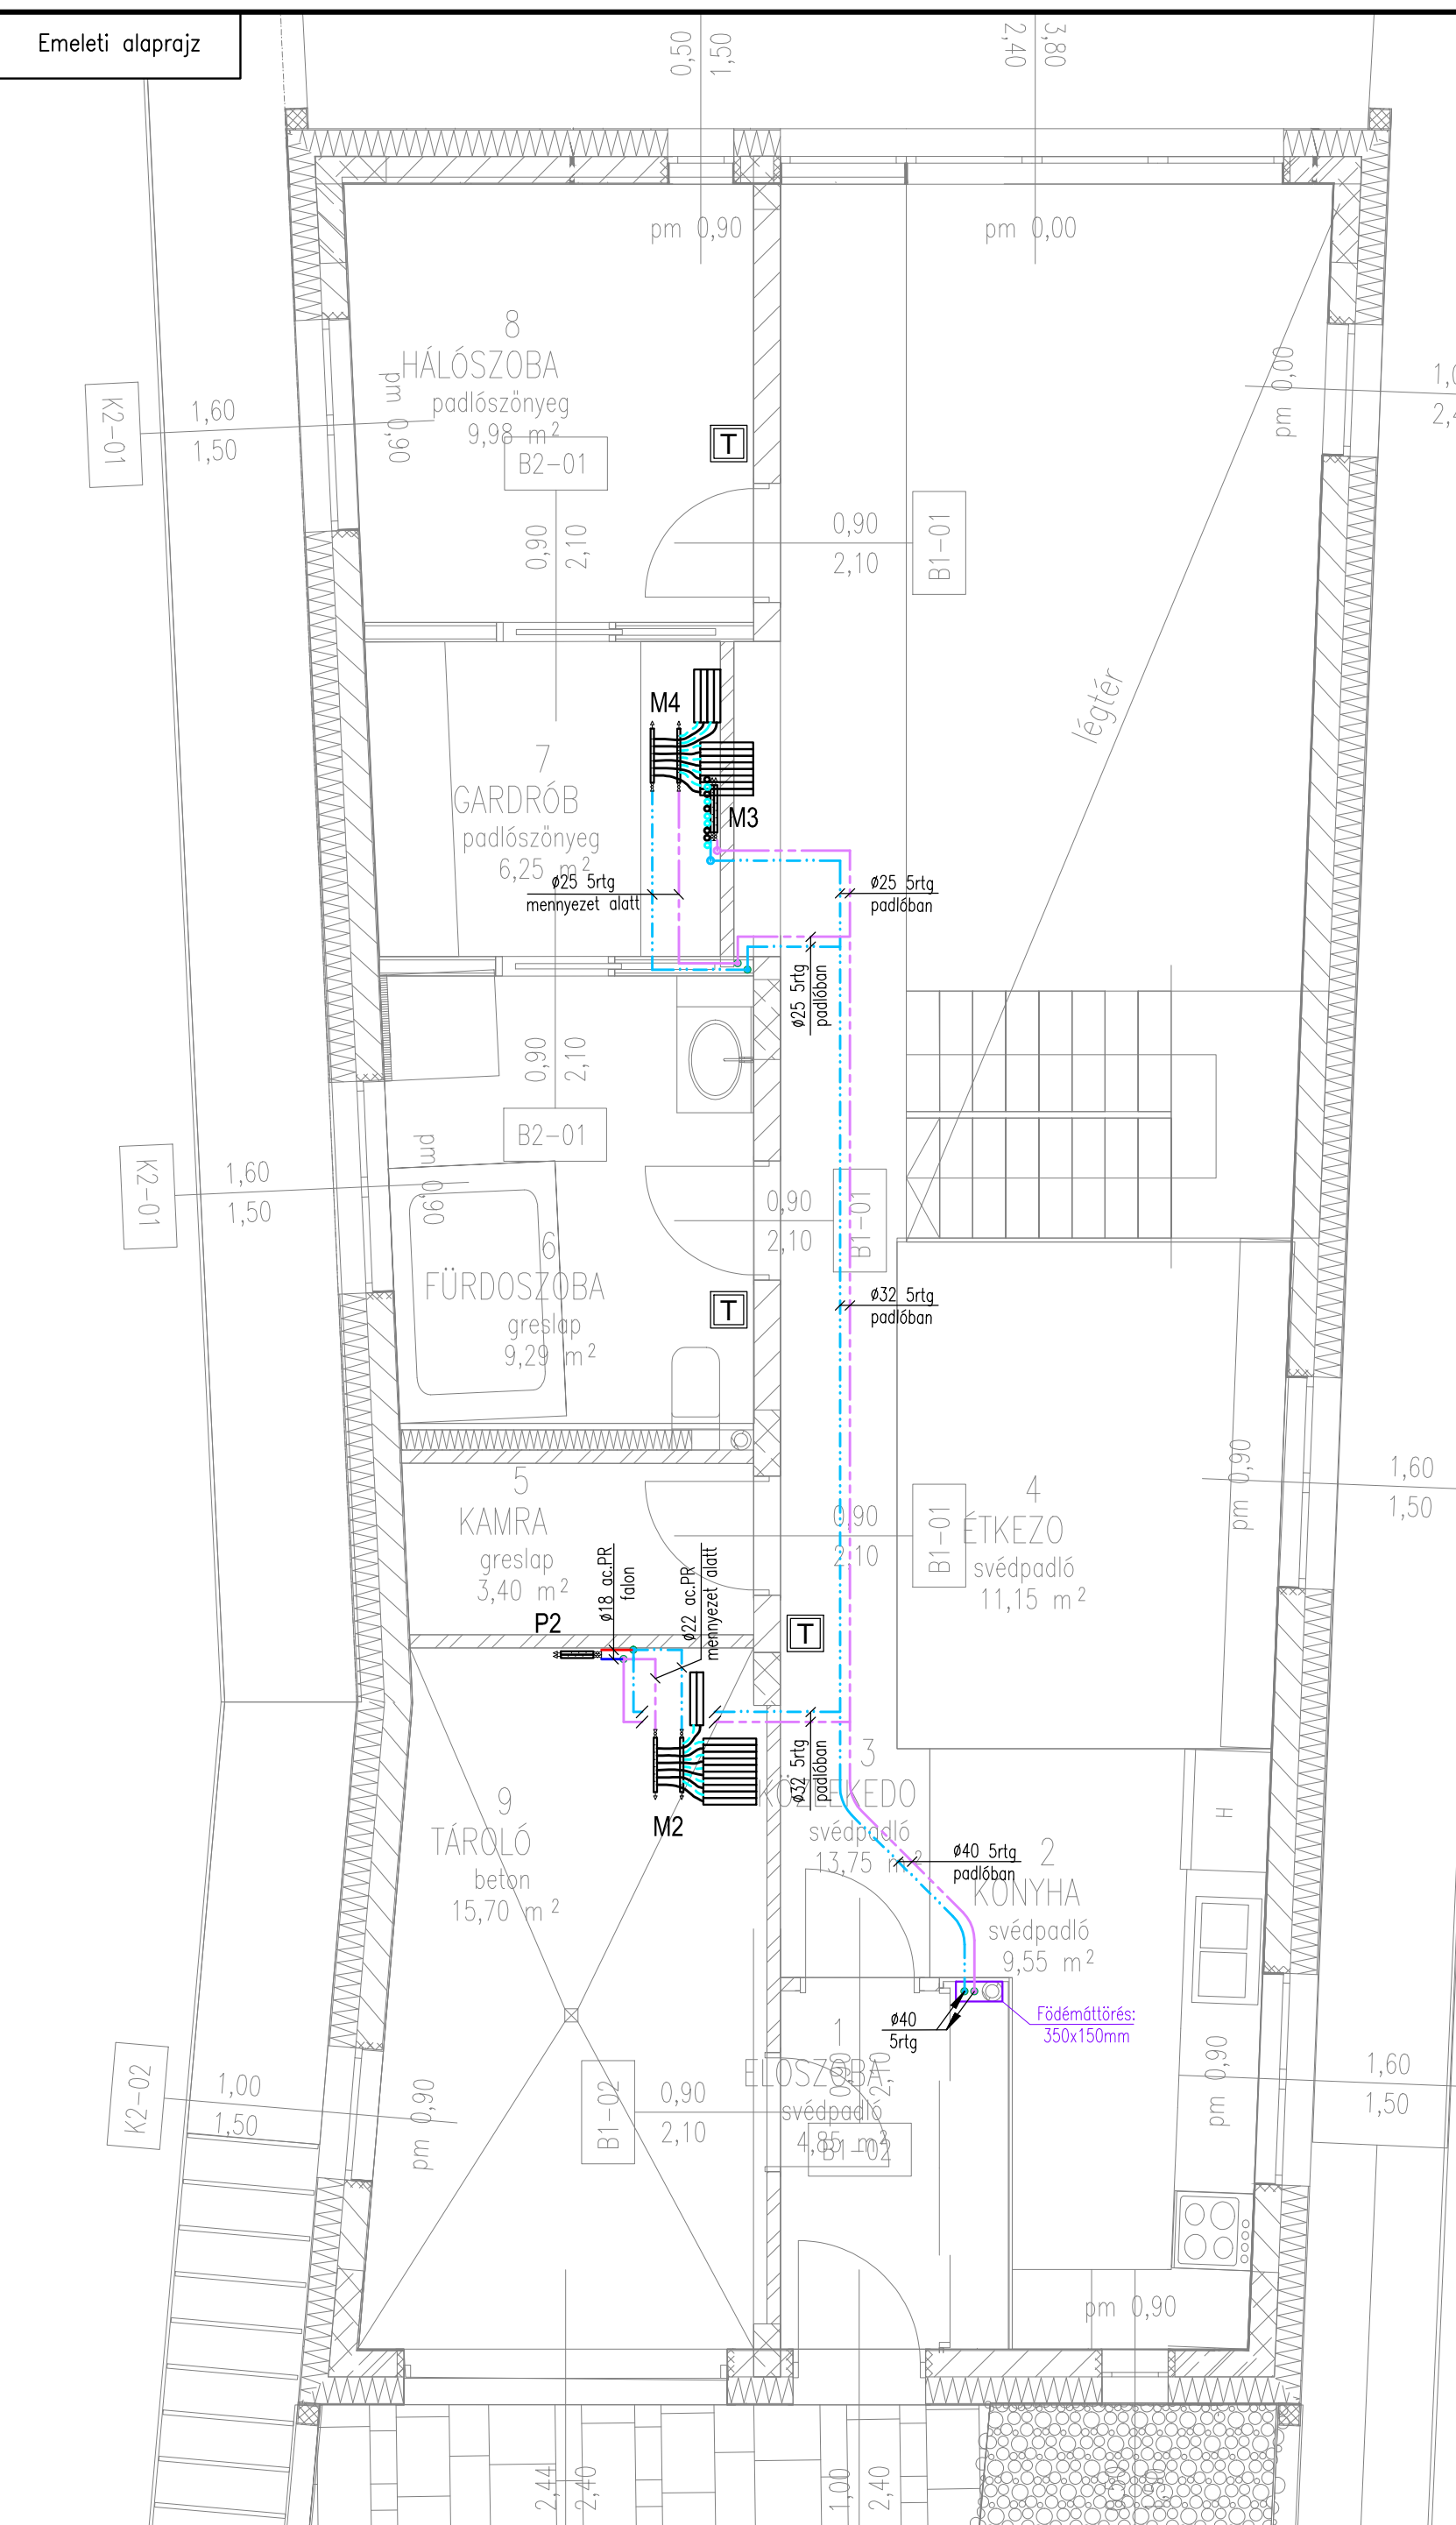 Emeleti alaprajz
0,50
1,50
2,40
3,80
pm 0,90
pm 0,00
8
HÁLÓSZOBA
padlószönyeg
9,98 m²
pm 0,90
pm 0,00
K2-01
1,60
1,50
T
B2-01
0,90
2,10
0,90
2,10
B1-01
légtér
M4
7
GARDRÓB
padlószönyeg
6,25 m²
M3
ø25 5rtg
mennyezet alatt
ø25 5rtg
padlóban
ø25 5rtg
padlóban
0,90
2,10
B2-01
K2-01
1,60
1,50
pm 0,90
0,90
2,10
B1-01
6
FÜRDOSZOBA
greslap
9,29 m²
T
ø32 5rtg
padlóban
5
KAMRA
greslap
3,40 m²
0,90
2,10
B1-01
4
ÉTKEZO
svédpadló
11,15 m²
pm 0,90
1,60
1,50
P2
ø18 ac.PR
falon
ø22 ac.PR
mennyezet alatt
T
ø32 5rtg
padlóban
M2
3
KÖZLEKEDO
svédpadló
13,75 m²
9
TÁROLÓ
beton
15,70 m²
H
ø40 5rtg
padlóban
2
KONYHA
svédpadló
9,55 m²
ø40
5rtg
Födémáttörés:
350x150mm
1
ELOSZOBA
svédpadló
4,85 m²
2,10
B1-02
B1-02
0,90
2,10
K2-02
1,00
1,50
pm 0,90
pm 0,90
1,60
1,50
pm 0,90
2,44
2,40
1,00
2,40